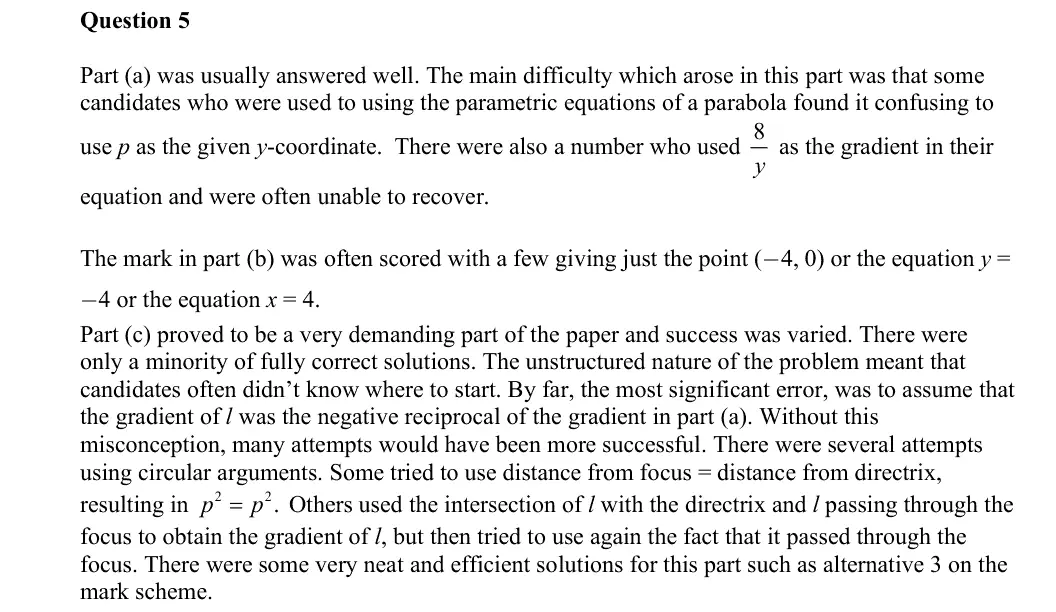 Question 5
Part (a) was usually answered well. The main difficulty which arose in this part was that some
candidates who were used to using the parametric equations of a parabola found it confusing to
use p as the given y-coordinate. There were also a number who used 8/y as the gradient in their
equation and were often unable to recover.
The mark in part (b) was often scored with a few giving just the point (−4, 0) or the equation y =
−4 or the equation x = 4.
Part (c) proved to be a very demanding part of the paper and success was varied. There were
only a minority of fully correct solutions. The unstructured nature of the problem meant that
candidates often didn’t know where to start. By far, the most significant error, was to assume that
the gradient of l was the negative reciprocal of the gradient in part (a). Without this
misconception, many attempts would have been more successful. There were several attempts
using circular arguments. Some tried to use distance from focus = distance from directrix,
resulting in p² = p². Others used the intersection of l with the directrix and l passing through the
focus to obtain the gradient of l, but then tried to use again the fact that it passed through the
focus. There were some very neat and efficient solutions for this part such as alternative 3 on the
mark scheme.